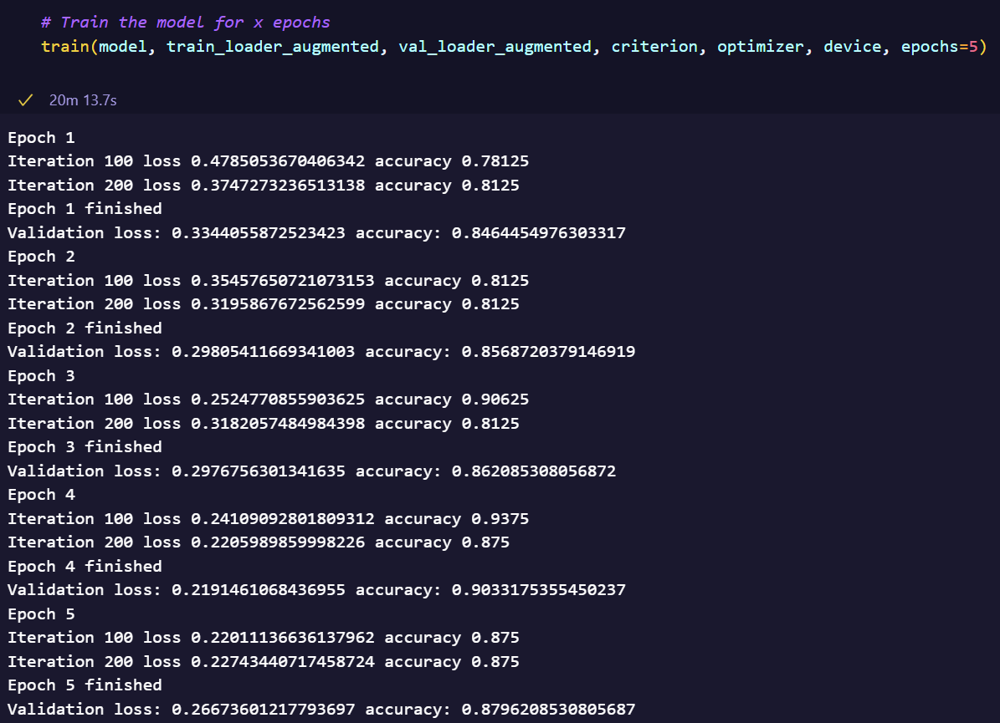 # Train the model for x epochs
train(model, train_loader_augmented, val_loader_augmented, criterion, optimizer, device, epochs=5)
20m 13.7s
Epoch 1
Iteration 100 loss 0.4785053670406342 accuracy 0.78125
Iteration 200 loss 0.3747273236513138 accuracy 0.8125
Epoch 1 finished
Validation loss: 0.3344055872523423 accuracy: 0.8464454976303317
Epoch 2
Iteration 100 loss 0.35457650721073153 accuracy 0.8125
Iteration 200 loss 0.3195867672562599 accuracy 0.8125
Epoch 2 finished
Validation loss: 0.29805411669341003 accuracy: 0.8568720379146919
Epoch 3
Iteration 100 loss 0.2524770855903625 accuracy 0.90625
Iteration 200 loss 0.3182057484984398 accuracy 0.8125
Epoch 3 finished
Validation loss: 0.2976756301341635 accuracy: 0.862085308056872
Epoch 4
Iteration 100 loss 0.24109092801809312 accuracy 0.9375
Iteration 200 loss 0.2205989859998226 accuracy 0.875
Epoch 4 finished
Validation loss: 0.2191461068436955 accuracy: 0.9033175355450237
Epoch 5
Iteration 100 loss 0.22011136636137962 accuracy 0.875
Iteration 200 loss 0.22743440717458724 accuracy 0.875
Epoch 5 finished
Validation loss: 0.26673601217793697 accuracy: 0.8796208530805687